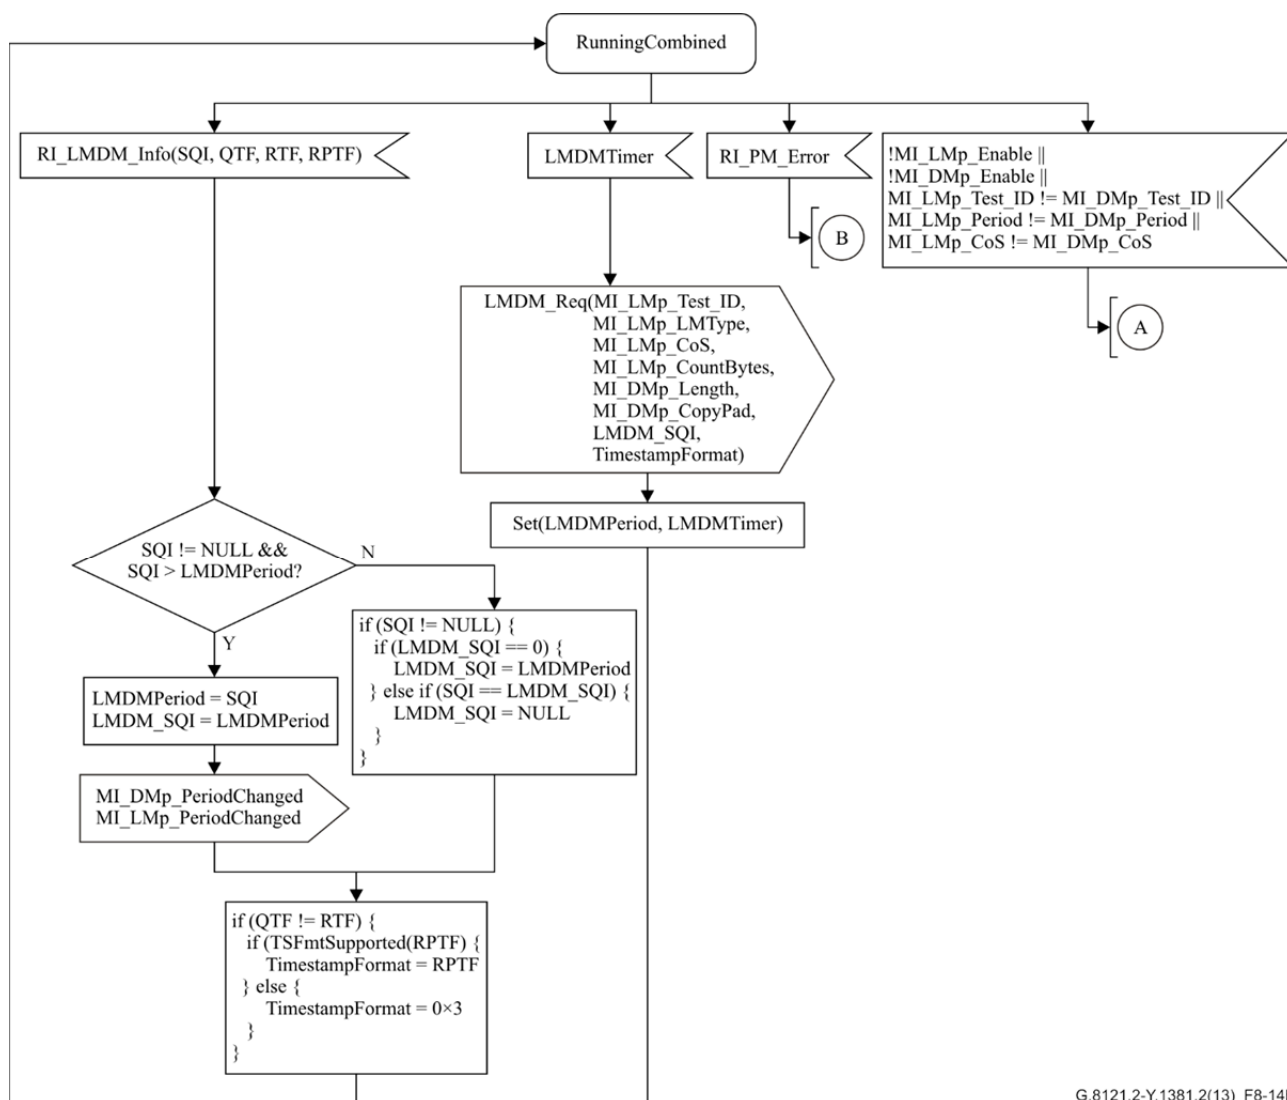 RunningCombined
RI_LMDM_Info(SQI, QTF, RTF, RPTF)
LMDMTimer
RI_PM_Error
!MI_LMp_Enable ||
!MI_DMp_Enable ||
MI_LMp_Test_ID != MI_DMp_Test_ID ||
MI_LMp_Period != MI_DMp_Period ||
MI_LMp_CoS != MI_DMp_CoS
B
A
LMDM_Req(MI_LMp_Test_ID,
MI_LMp_LMType,
MI_LMp_CoS,
MI_LMp_CountBytes,
MI_DMp_Length,
MI_DMp_CopyPad,
LMDM_SQI,
TimestampFormat)
Set(LMDMPeriod, LMDMTimer)
SQI != NULL &&
SQI > LMDMPeriod?
N
Y
if (SQI != NULL) {
if (LMDM_SQI == 0) {
LMDM_SQI = LMDMPeriod
} else if (SQI == LMDM_SQI) {
LMDM_SQI = NULL
}
}
LMDMPeriod = SQI
LMDM_SQI = LMDMPeriod
MI_DMp_PeriodChanged
MI_LMp_PeriodChanged
if (QTF != RTF) {
if (TSFmtSupported(RPTF) {
TimestampFormat = RPTF
} else {
TimestampFormat = 0×3
}
}